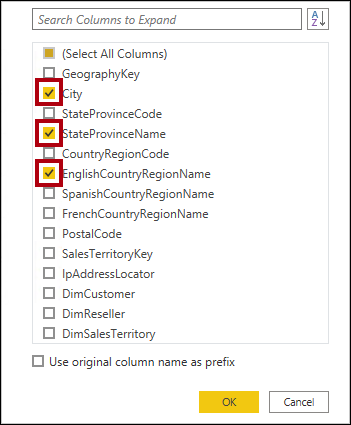 Search Columns to Expand
A
Z
(Select All Columns)
GeographyKey
City
StateProvinceCode
StateProvinceName
CountryRegionCode
EnglishCountryRegionName
SpanishCountryRegionName
FrenchCountryRegionName
PostalCode
SalesTerritoryKey
IpAddressLocator
DimCustomer
DimReseller
DimSalesTerritory
Use original column name as prefix
OK Cancel